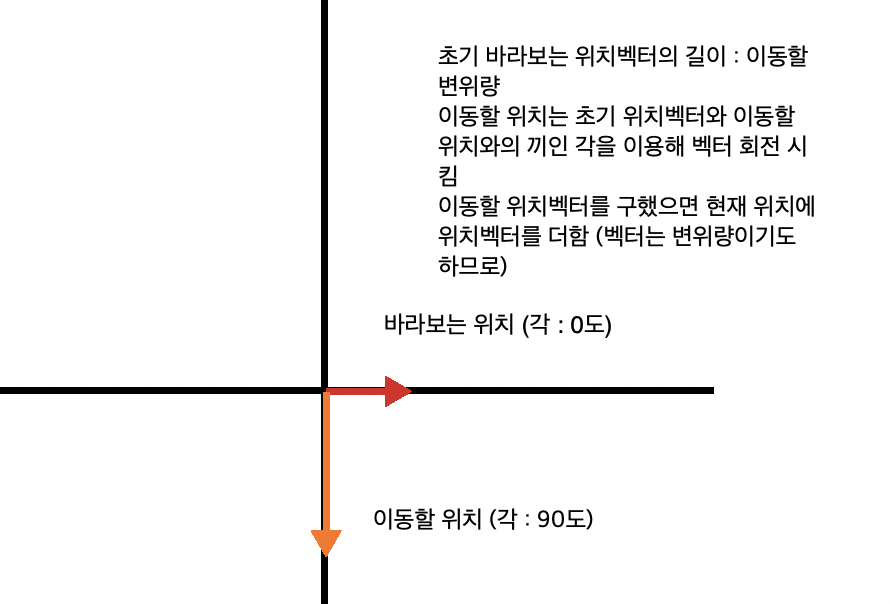 초기 바라보는 위치벡터의 길이 : 이동할
변위량
이동할 위치는 초기 위치벡터와 이동할
위치와의 끼인 각을 이용해 벡터 회전 시
킴
이동할 위치벡터를 구했으면 현재 위치에
위치벡터를 더함 (벡터는 변위량이기도
하므로)
바라보는 위치 (각 : 0도)
이동할 위치 (각 : 90도)